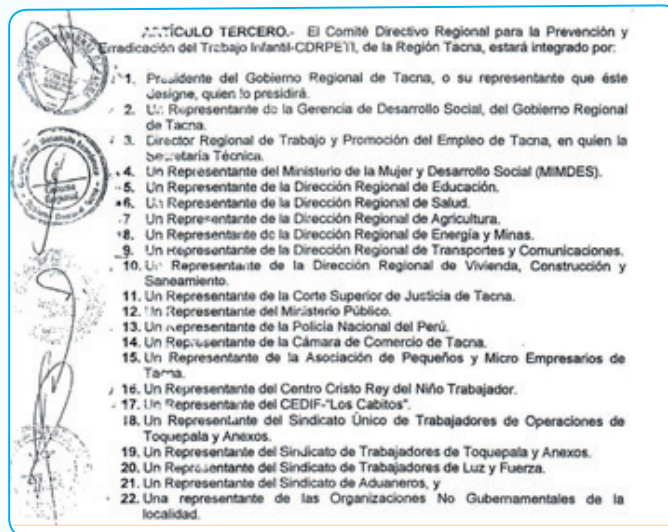 ARTÍCULO TERCERO.- El Comité Directivo Regional para la Prevención y
Erradicación del Trabajo Infantil-CDRPETI, de la Región Tacna, estará integrado por:
1. Presidente del Gobierno Regional de Tacna, o su representante que éste
designe, quien lo presidirá.
2. Un Representante de la Gerencia de Desarrollo Social, del Gobierno Regional
de Tacna.
3. Director Regional de Trabajo y Promoción del Empleo de Tacna, en quien la
Secretaría Técnica.
4. Un Representante del Ministerio de la Mujer y Desarrollo Social (MIMDES).
5. Un Representante de la Dirección Regional de Educación.
6. Un Representante de la Dirección Regional de Salud.
7 Un Representante de la Dirección Regional de Agricultura.
8. Un Representante de la Dirección Regional de Energía y Minas.
9. Un Representante de la Dirección Regional de Transportes y Comunicaciones.
10. Un Representante de la Dirección Regional de Vivienda, Construcción y
Saneamiento.
11. Un Representante de la Corte Superior de Justicia de Tacna.
12. Un Representante del Ministerio Público.
13. Un Representante de la Policía Nacional del Perú.
14. Un Representante de la Cámara de Comercio de Tacna.
15. Un Representante de la Asociación de Pequeños y Micro Empresarios de
Tacna.
16. Un Representante del Centro Cristo Rey del Niño Trabajador.
17. Un Representante del CEDIF-"Los Cabitos".
18. Un Representante del Sindicato Único de Trabajadores de Operaciones de
Toquepala y Anexos.
19. Un Representante del Sindicato de Trabajadores de Toquepala y Anexos.
20. Un Representante del Sindicato de Trabajadores de Luz y Fuerza.
21. Un Representante del Sindicato de Aduaneros, y
22. Una representante de las Organizaciones No Gubernamentales de la
localidad.